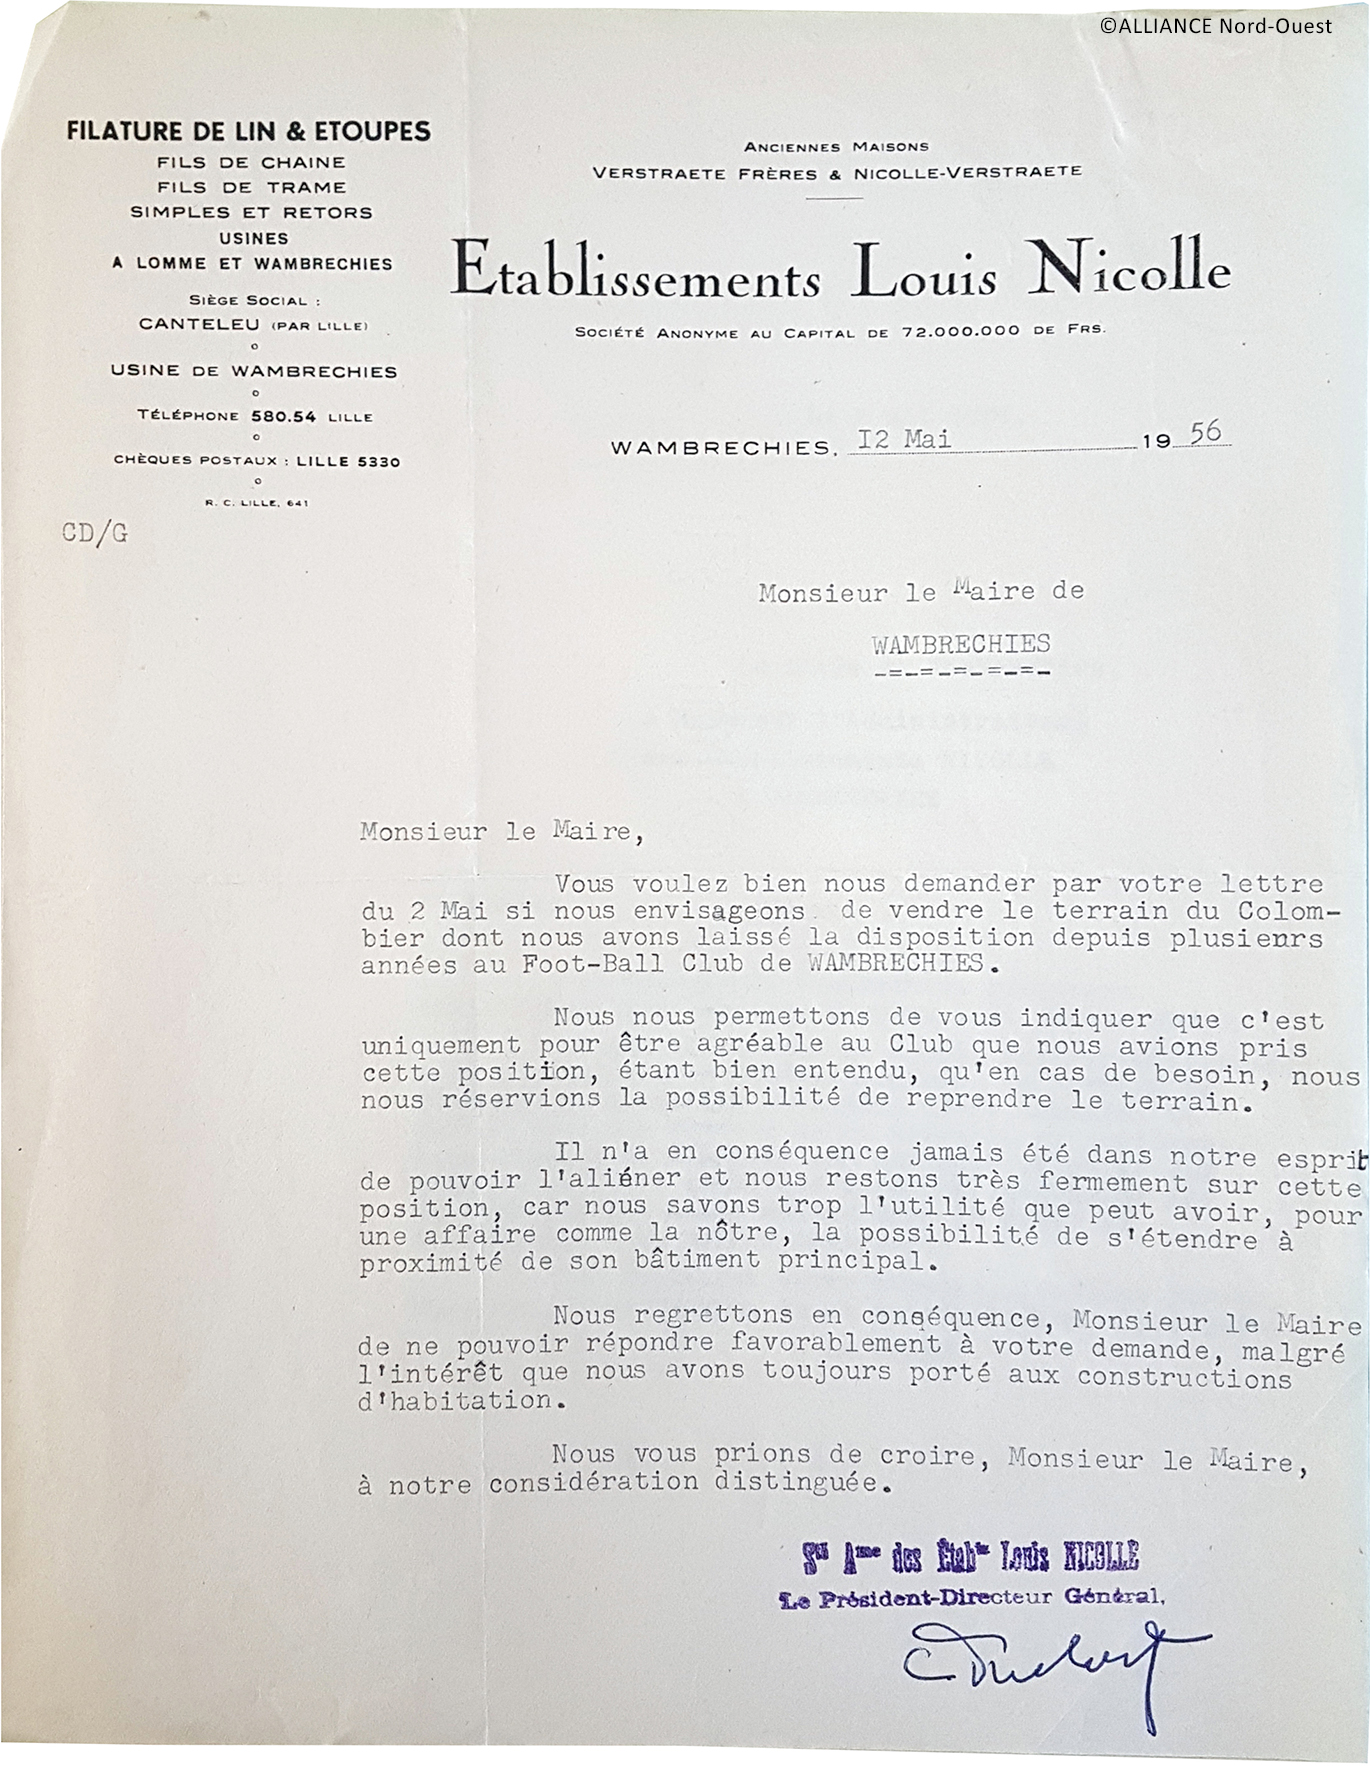 ©ALLIANCE Nord-Ouest
FILATURE DE LIN & ETOUPES
FILS DE CHAINE
FILS DE TRAME
SIMPLES ET RETORS
USINES
A LOMME ET WAMBRECHIES
SIÈGE SOCIAL :
CANTELEU (PAR LILLE)
USINE DE WAMBRECHIES
TÉLÉPHONE 580.54 LILLE
CHÈQUES POSTAUX : LILLE 5330
R. C. LILLE, 641
CD/G
ANCIENNES MAISONS
VERSTRAETE FRÈRES & NICOLLE-VERSTRAETE
Etablissements Louis Nicolle
SOCIÉTÉ ANONYME AU CAPITAL DE 72.000.000 DE FRS.
WAMBRECHIES, I2 Mai 19 56
Monsieur le Maire de
WAMBRECHIES
-=-=-=-=-=-
Monsieur le Maire,
Vous voulez bien nous demander par votre lettre
du 2 Mai si nous envisageons de vendre le terrain du Colom-
bier dont nous avons laissé la disposition depuis plusieurs
années au Foot-Ball Club de WAMBRECHIES.
Nous nous permettons de vous indiquer que c'est
uniquement pour être agréable au Club que nous avions pris
cette position, étant bien entendu, qu'en cas de besoin, nous
nous réservions la possibilité de reprendre le terrain.
Il n'a en conséquence jamais été dans notre esprit
de pouvoir l'aliéner et nous restons très fermement sur cette
position, car nous savons trop l'utilité que peut avoir, pour
une affaire comme la nôtre, la possibilité de s'étendre à
proximité de son bâtiment principal.
Nous regrettons en conséquence, Monsieur le Maire
de ne pouvoir répondre favorablement à votre demande, malgré
l'intérêt que nous avons toujours porté aux constructions
d'habitation.
Nous vous prions de croire, Monsieur le Maire,
à notre considération distinguée.
Sté Ame des Étabts Louis NICOLLE
Le Président-Directeur Général,